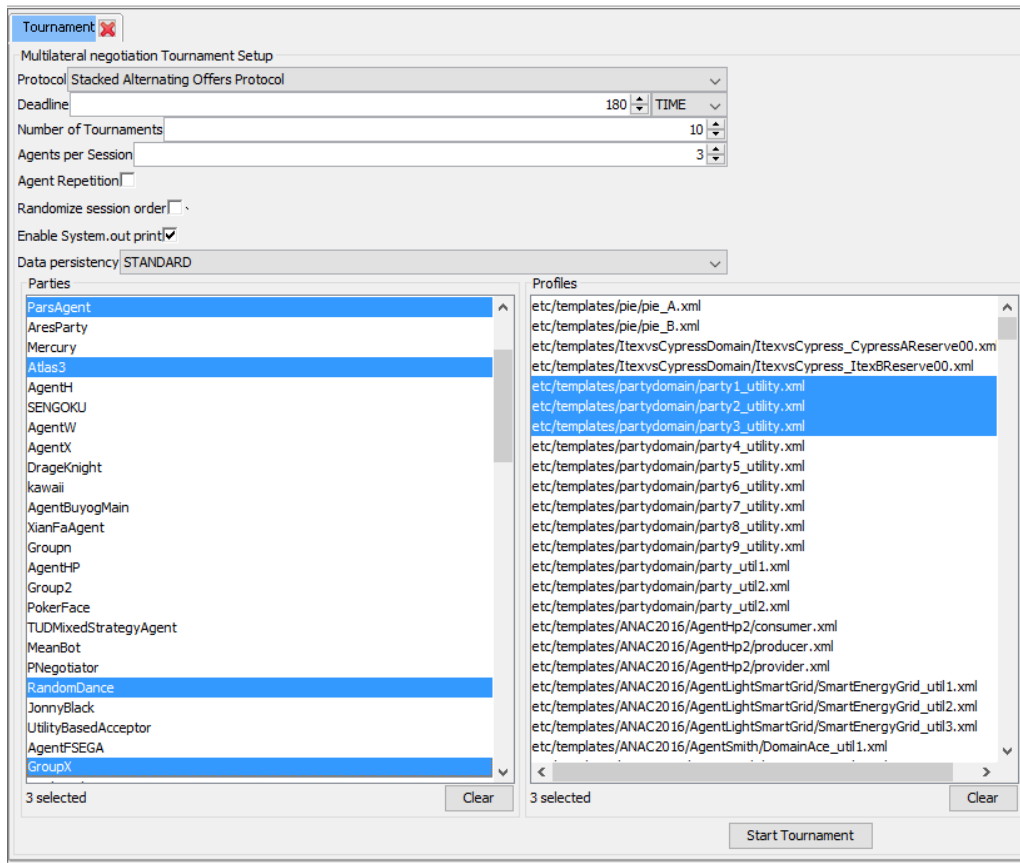 Tournament
Multilateral negotiation Tournament Setup
Protocol Stacked Alternating Offers Protocol
Deadline 180 TIME
Number of Tournaments 10
Agents per Session 3
Agent Repetition
Randomize session order
Enable System.out print
Data persistency STANDARD
Parties
ParsAgent
AresParty
Mercury
Atlas3
AgentH
SENGOKU
AgentW
AgentX
DrageKnight
kawaii
AgentBuyogMain
XianFaAgent
Groupn
AgentHP
Group2
PokerFace
TUDMixedStrategyAgent
MeanBot
PNegotiator
RandomDance
JonnyBlack
UtilityBasedAcceptor
AgentFSEGA
GroupX
3 selected
Clear
Profiles
etc/templates/pie/pie_A.xml
etc/templates/pie/pie_B.xml
etc/templates/ItexvsCypressDomain/ItexvsCypress_CypressAReserve00.xm
etc/templates/ItexvsCypressDomain/ItexvsCypress_ItexBReserve00.xml
etc/templates/partydomain/party1_utility.xml
etc/templates/partydomain/party2_utility.xml
etc/templates/partydomain/party3_utility.xml
etc/templates/partydomain/party4_utility.xml
etc/templates/partydomain/party5_utility.xml
etc/templates/partydomain/party6_utility.xml
etc/templates/partydomain/party7_utility.xml
etc/templates/partydomain/party8_utility.xml
etc/templates/partydomain/party9_utility.xml
etc/templates/partydomain/party_util1.xml
etc/templates/partydomain/party_util2.xml
etc/templates/partydomain/party_util2.xml
etc/templates/ANAC2016/AgentHp2/consumer.xml
etc/templates/ANAC2016/AgentHp2/producer.xml
etc/templates/ANAC2016/AgentHp2/provider.xml
etc/templates/ANAC2016/AgentLightSmartGrid/SmartEnergyGrid_util1.xml
etc/templates/ANAC2016/AgentLightSmartGrid/SmartEnergyGrid_util2.xml
etc/templates/ANAC2016/AgentLightSmartGrid/SmartEnergyGrid_util3.xml
etc/templates/ANAC2016/AgentSmith/DomainAce_util1.xml
3 selected
Clear
Start Tournament